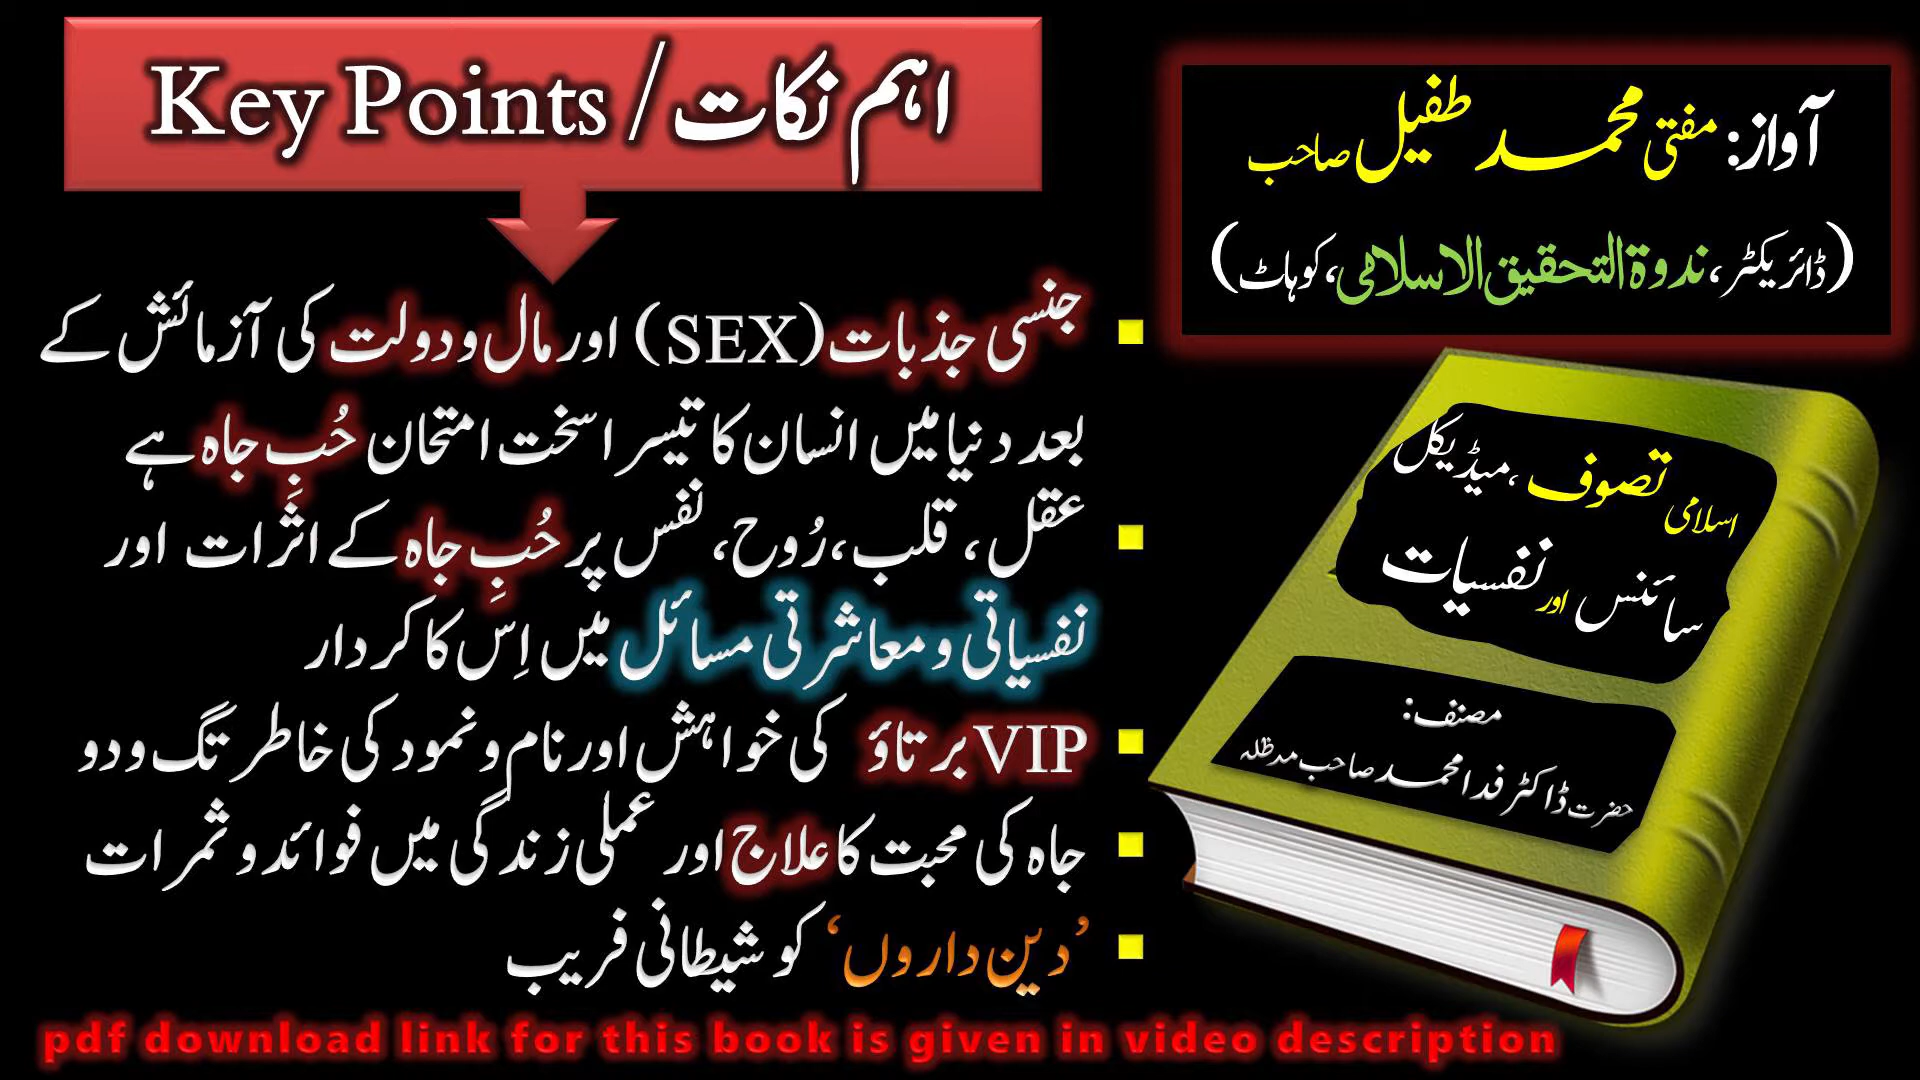 اہم نکات / Key Points
جنسی جذبات (SEX) اور مال و دولت کی آزمائش کے
بعد دنیا میں انسان کا تیسرا سخت امتحان حُبِ جاہ ہے
عقل، قلب، رُوح، نفس پر حُبِ جاہ کے اثرات اور
نفسیاتی و معاشرتی مسائل میں اِس کا کردار
VIP برتاؤ کی خواہش اور نام و نمود کی خاطر تگ و دو
جاہ کی محبت کا علاج اور عملی زندگی میں فوائد و ثمرات
’دین داروں‘ کو شیطانی فریب
آواز: مفتی محمد طفیل صاحب
(ڈائریکٹر، ندوۃ التحقیق الاسلامی، کوہاٹ)
اسلامی تصوف، میڈیکل
سائنس اور نفسیات
مصنف:
حضرت ڈاکٹر فدا محمد صاحب مدظلہ
pdf download link for this book is given in video description